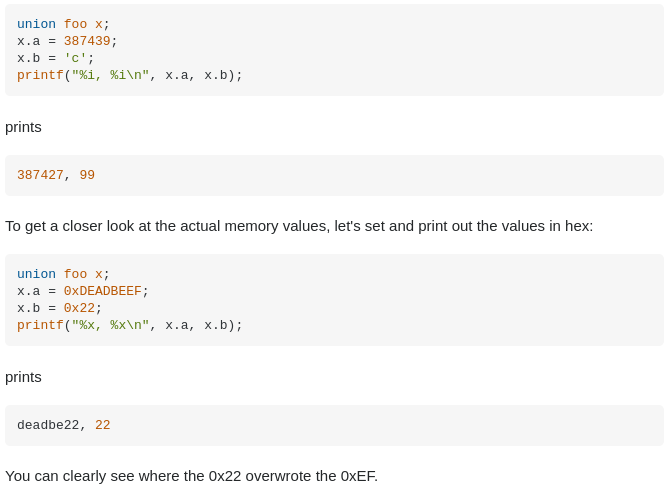 union foo x;
x.a = 387439;
x.b = 'c';
printf("%i, %i\n", x.a, x.b);
prints
387427, 99
To get a closer look at the actual memory values, let's set and print out the values in hex:
union foo x;
x.a = 0xDEADBEEF;
x.b = 0x22;
printf("%x, %x\n", x.a, x.b);
prints
deadbe22, 22
You can clearly see where the 0x22 overwrote the 0xEF.